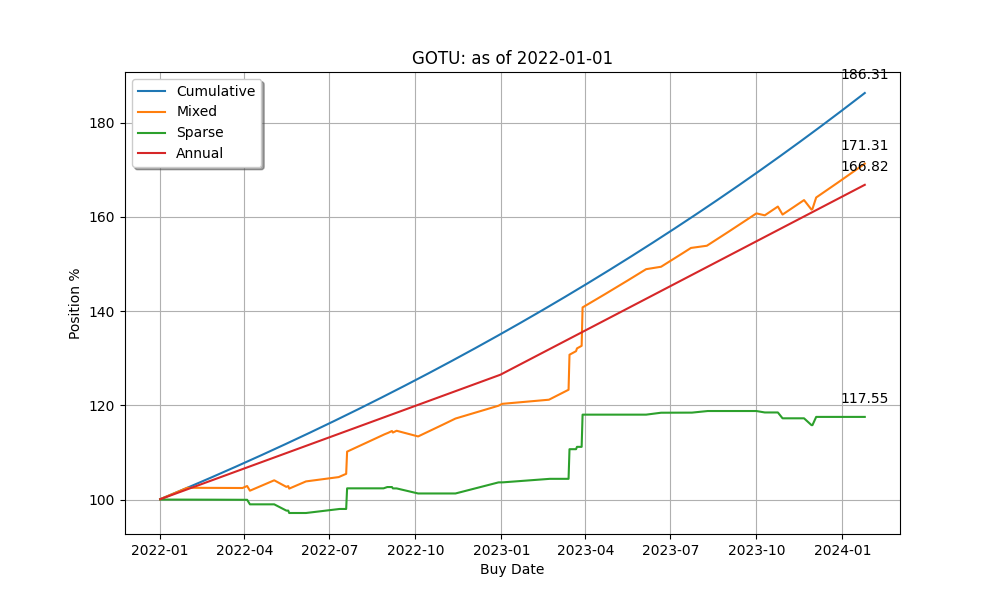 GOTU: as of 2022-01-01
Cumulative
Mixed
Sparse
Annual
186.31
171.31
166.82
117.55
180
160
140
120
100
Position %
2022-01 2022-04 2022-07 2022-10 2023-01 2023-04 2023-07 2023-10 2024-01
Buy Date